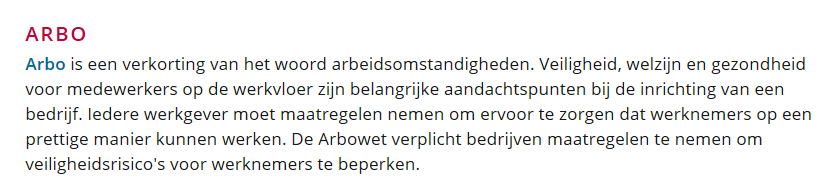 ARBO
Arbo is een verkorting van het woord arbeidsomstandigheden. Veiligheid, welzijn en gezondheid
voor medewerkers op de werkvloer zijn belangrijke aandachtspunten bij de inrichting van een
bedrijf. Iedere werkgever moet maatregelen nemen om ervoor te zorgen dat werknemers op een
prettige manier kunnen werken. De Arbowet verplicht bedrijven maatregelen te nemen om
veiligheidsrisico's voor werknemers te beperken.